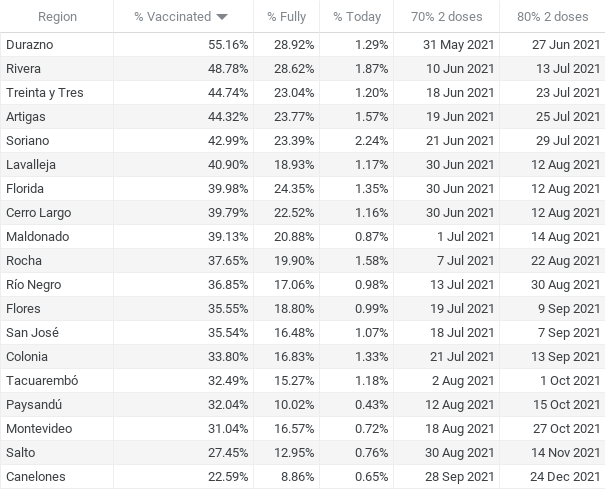 Region % Vaccinated % Fully % Today 70% 2 doses 80% 2 doses
Durazno 55.16% 28.92% 1.29% 31 May 2021 27 Jun 2021
Rivera 48.78% 28.62% 1.87% 10 Jun 2021 13 Jul 2021
Treinta y Tres 44.74% 23.04% 1.20% 18 Jun 2021 23 Jul 2021
Artigas 44.32% 23.77% 1.57% 19 Jun 2021 25 Jul 2021
Soriano 42.99% 23.39% 2.24% 21 Jun 2021 29 Jul 2021
Lavalleja 40.90% 18.93% 1.17% 30 Jun 2021 12 Aug 2021
Florida 39.98% 24.35% 1.35% 30 Jun 2021 12 Aug 2021
Cerro Largo 39.79% 22.52% 1.16% 30 Jun 2021 12 Aug 2021
Maldonado 39.13% 20.88% 0.87% 1 Jul 2021 14 Aug 2021
Rocha 37.65% 19.90% 1.58% 7 Jul 2021 22 Aug 2021
Río Negro 36.85% 17.06% 0.98% 13 Jul 2021 30 Aug 2021
Flores 35.55% 18.80% 0.99% 19 Jul 2021 9 Sep 2021
San José 35.54% 16.48% 1.07% 18 Jul 2021 7 Sep 2021
Colonia 33.80% 16.83% 1.33% 21 Jul 2021 13 Sep 2021
Tacuarembó 32.49% 15.27% 1.18% 2 Aug 2021 1 Oct 2021
Paysandú 32.04% 10.02% 0.43% 12 Aug 2021 15 Oct 2021
Montevideo 31.04% 16.57% 0.72% 18 Aug 2021 27 Oct 2021
Salto 27.45% 12.95% 0.76% 30 Aug 2021 14 Nov 2021
Canelones 22.59% 8.86% 0.65% 28 Sep 2021 24 Dec 2021